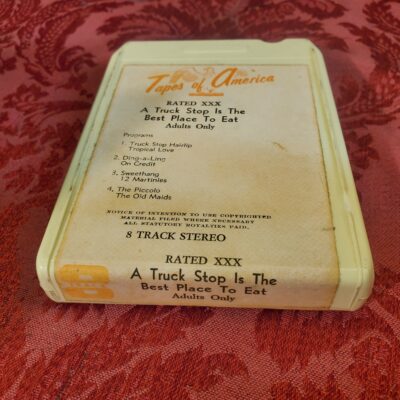 Tapes of America
RATED XXX
A Truck Stop Is The
Best Place To Eat
Adults Only
Programs
1. Truck Stop Hairlip
Tropical Love
2. Ding-a-Ling
On Credit
3. Sweethang
12 Martinies
4. The Piccolo
The Old Maids
NOTICE OF INTENTION TO USE COPYRIGHTED
MATERIAL FILED WHERE NECESSARY
ALL STATUTORY ROYALTIES PAID.
8 TRACK STEREO
RATED XXX
A Truck Stop Is The
Best Place To Eat
Adults Only
8
TRACK